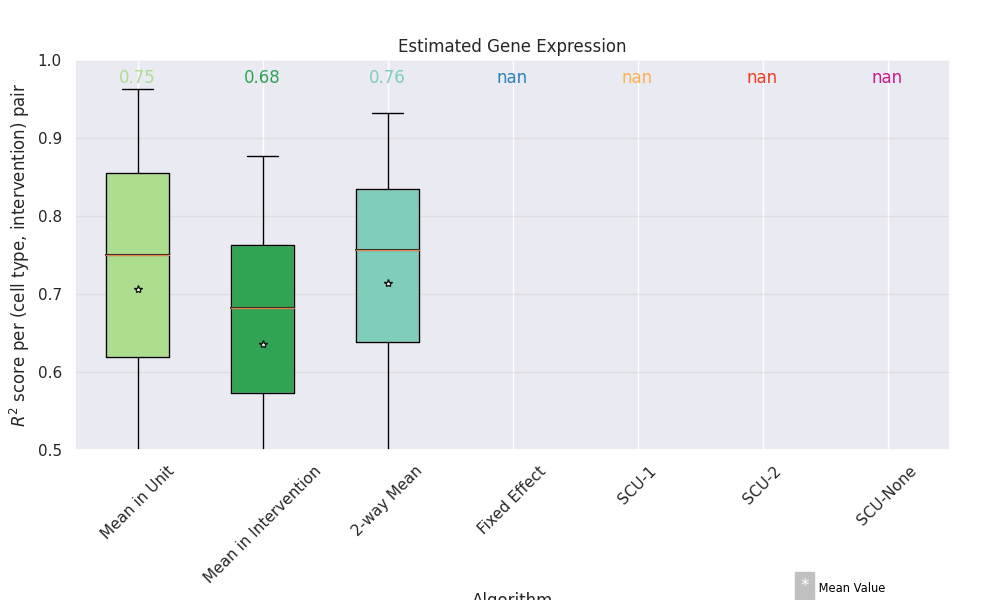 Estimated Gene Expression
R² score per (cell type, intervention) pair
1.0
0.9
0.8
0.7
0.6
0.5
0.75 0.68 0.76 nan nan nan nan
Mean in Unit
Mean in Intervention
2-way Mean
Fixed Effect
SCU-1
SCU-2
SCU-None
Algorithm
* Mean Value